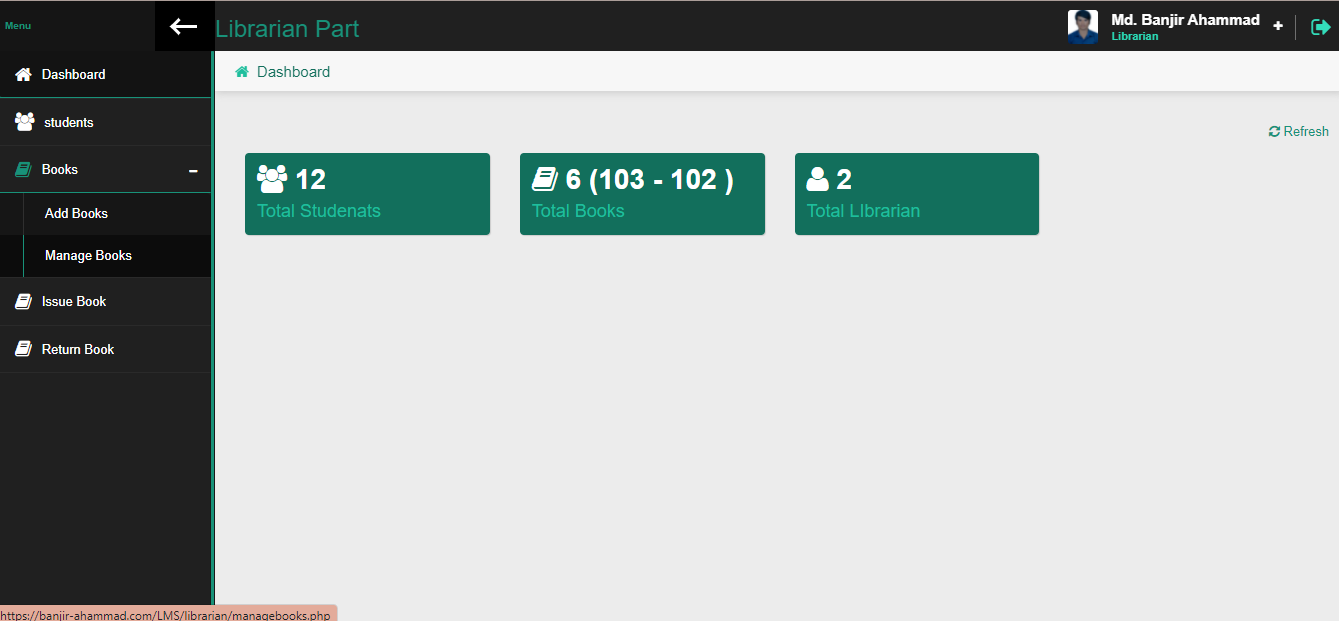 Menu
Librarian Part
Md. Banjir Ahammad
Librarian
Dashboard
students
Books
Add Books
Manage Books
Issue Book
Return Book
Dashboard
Refresh
12
Total Studenats
6 (103 - 102 )
Total Books
2
Total LIbrarian
https://banjir-ahammad.com/LMS/librarian/managebooks.php